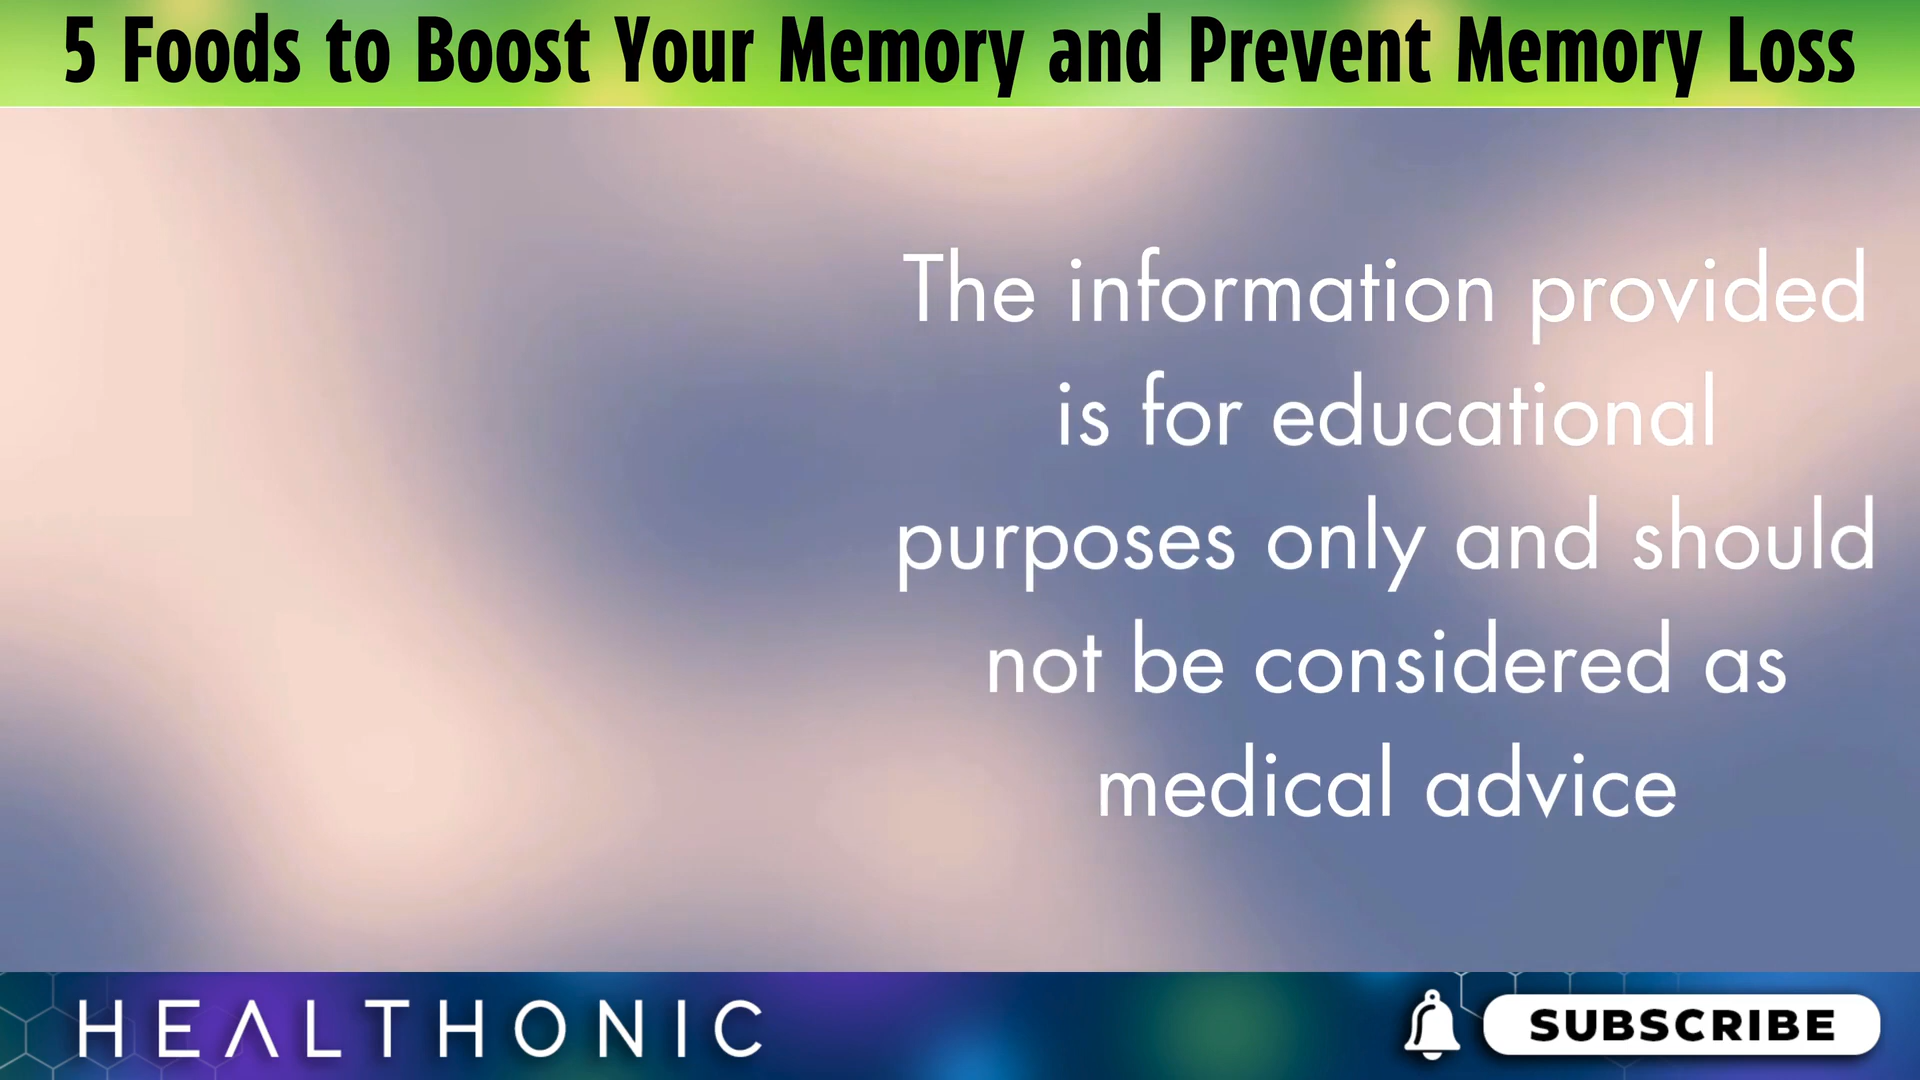 5 Foods to Boost Your Memory and Prevent Memory Loss
The information provided
is for educational
purposes only and should
not be considered as
medical advice
HEALTHONIC
SUBSCRIBE